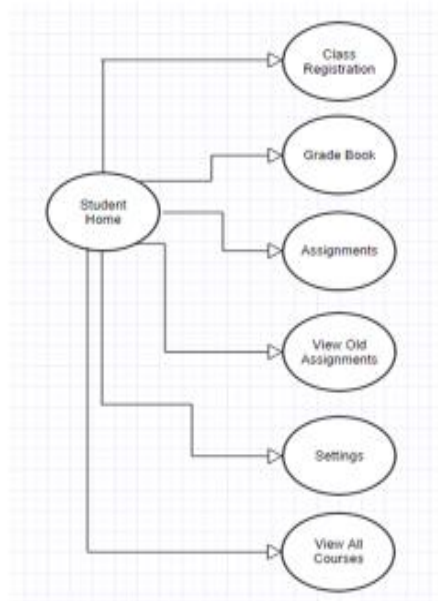 Class
Registration
Grade Book
Student
Home
Assignments
View Old
Assignments
Settings
View All
Courses